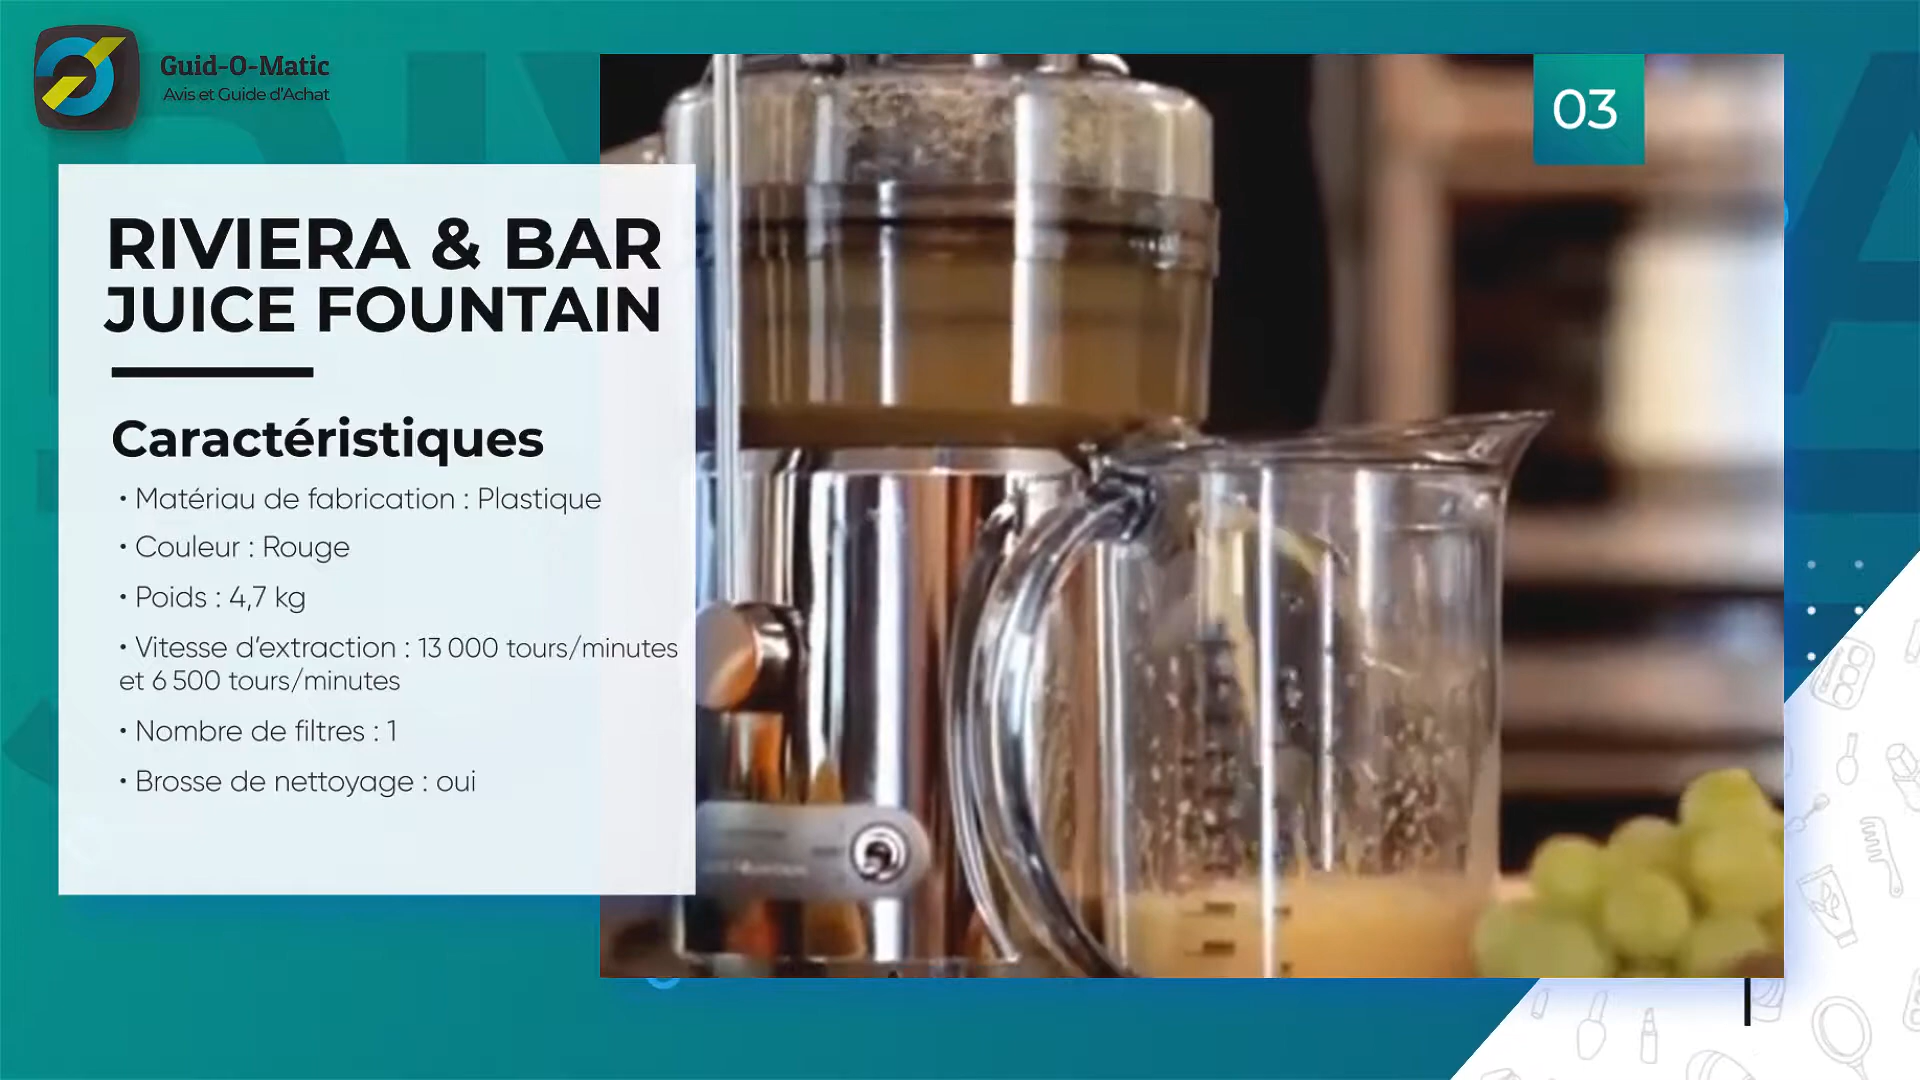 Guid-O-Matic
Avis et Guide d'Achat
03
RIVIERA & BAR
JUICE FOUNTAIN
Caractéristiques
• Matériau de fabrication : Plastique
• Couleur : Rouge
• Poids : 4,7 kg
• Vitesse d’extraction : 13 000 tours/minutes
et 6 500 tours/minutes
• Nombre de filtres : 1
• Brosse de nettoyage : oui